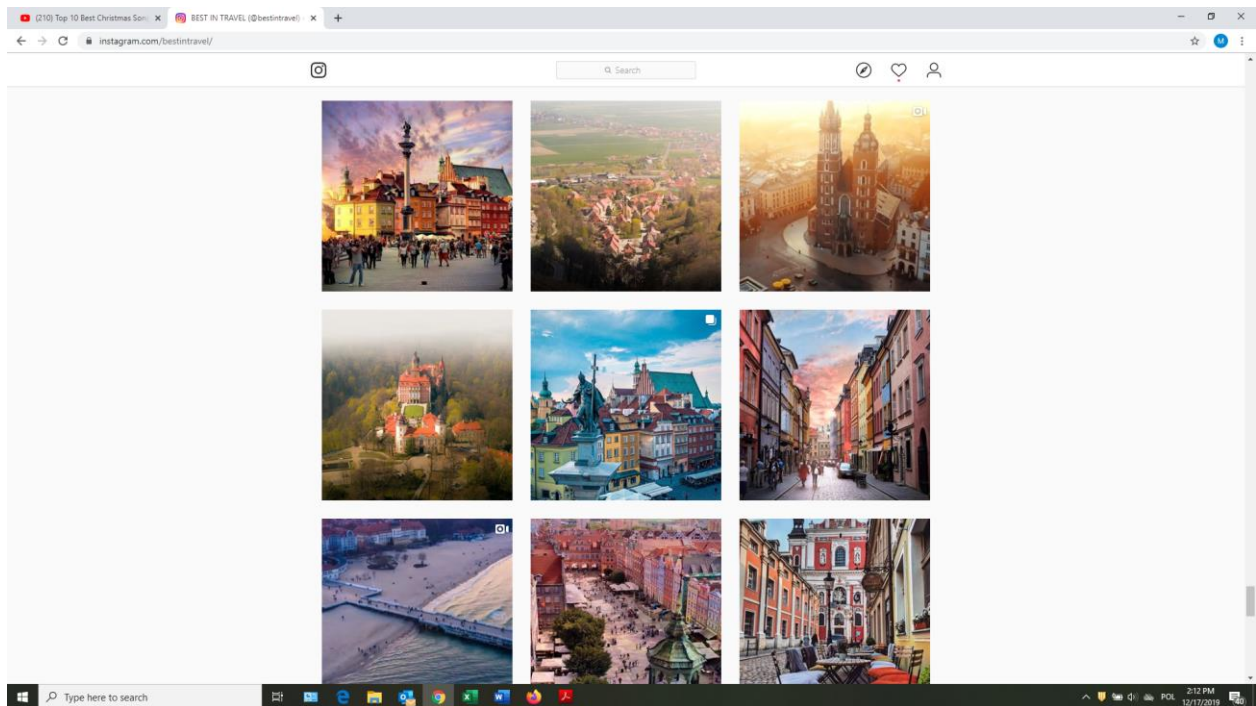 (210) Top 10 Best Christmas Son
BEST IN TRAVEL (@bestintravel)
instagram.com/bestintravel/
M
Search
Type here to search
POL
2:12 PM
12/17/2019
40